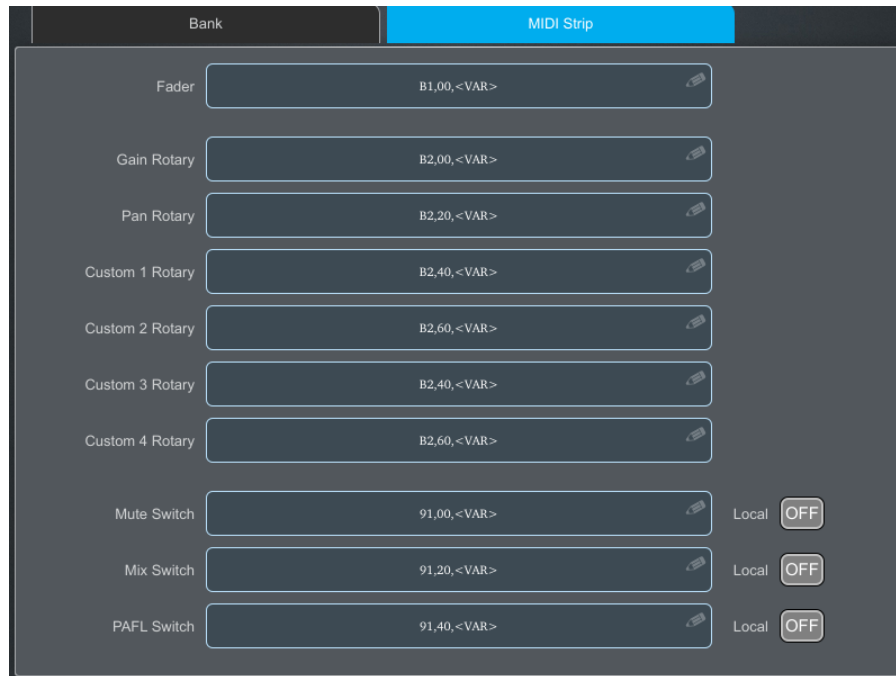 Bank MIDI Strip
Fader B1,00,<VAR>
Gain Rotary B2,00,<VAR>
Pan Rotary B2,20,<VAR>
Custom 1 Rotary B2,40,<VAR>
Custom 2 Rotary B2,60,<VAR>
Custom 3 Rotary B2,40,<VAR>
Custom 4 Rotary B2,60,<VAR>
Mute Switch 91,00,<VAR> Local OFF
Mix Switch 91,20,<VAR> Local OFF
PAFL Switch 91,40,<VAR> Local OFF